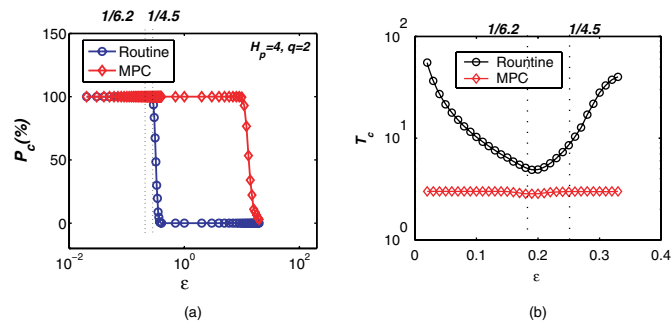 1/6.2 1/4.5
H_p=4, q=2
Routine
MPC
P_c(%)
150
100
50
0
10^-2 10^0 10^2
ε
(a)
1/6.2 1/4.5
Rountine
MPC
T_c
10^2
10^1
10^0
0 0.1 0.2 0.3 0.4
ε
(b)